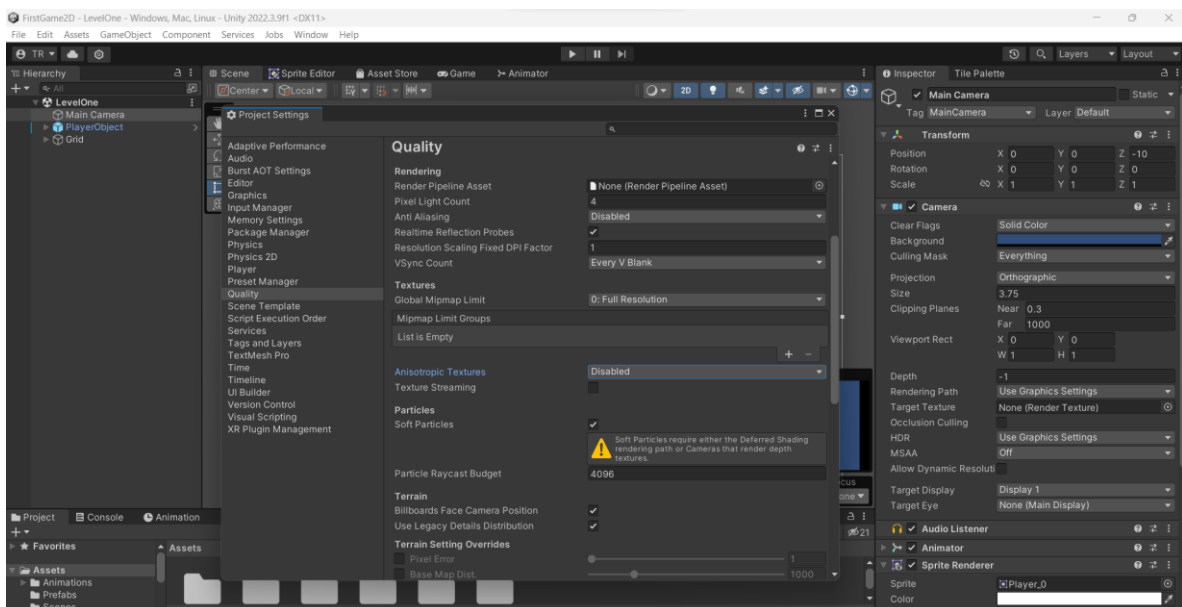 FirstGame2D - LevelOne - Windows, Mac, Linux - Unity 2022.3.9f1 <DX11>
File Edit Assets GameObject Component Services Jobs Window Help
TR
Layers
Layout
Hierarchy
All
LevelOne
Main Camera
PlayerObject
Grid
Scene Sprite Editor Asset Store Game Animator
Center Local 2D
Project Settings
Adaptive Performance
Audio
Burst AOT Settings
Editor
Graphics
Input Manager
Memory Settings
Package Manager
Physics
Physics 2D
Player
Preset Manager
Quality
Scene Template
Script Execution Order
Services
Tags and Layers
TextMesh Pro
Time
Timeline
UI Builder
Version Control
Visual Scripting
XR Plugin Management
Quality
Rendering
Render Pipeline Asset None (Render Pipeline Asset)
Pixel Light Count 4
Anti Aliasing Disabled
Realtime Reflection Probes
Resolution Scaling Fixed DPI Factor 1
VSync Count Every V Blank
Textures
Global Mipmap Limit 0: Full Resolution
Mipmap Limit Groups
List is Empty
Anisotropic Textures Disabled
Texture Streaming
Particles
Soft Particles
Soft Particles require either the Deferred Shading
rendering path or Cameras that render depth
textures.
Particle Raycast Budget 4096
Terrain
Billboards Face Camera Position
Use Legacy Details Distribution
Terrain Setting Overrides
Pixel Error 1
Base Map Dist. 1000
cus
one
21
Inspector Tile Palette
Main Camera Static
Tag MainCamera Layer Default
Transform
Position X 0 Y 0 Z -10
Rotation X 0 Y 0 Z 0
Scale X 1 Y 1 Z 1
Camera
Clear Flags Solid Color
Background
Culling Mask Everything
Projection Orthographic
Size 3.75
Clipping Planes Near 0.3
Far 1000
Viewport Rect X 0 Y 0
W 1 H 1
Depth -1
Rendering Path Use Graphics Settings
Target Texture None (Render Texture)
Occlusion Culling
HDR Use Graphics Settings
MSAA Off
Allow Dynamic Resoluti
Target Display Display 1
Target Eye None (Main Display)
Audio Listener
Animator
Sprite Renderer
Sprite Player_0
Color
Project Console Animation
Favorites
Assets
Assets
Animations
Prefabs
Scenes